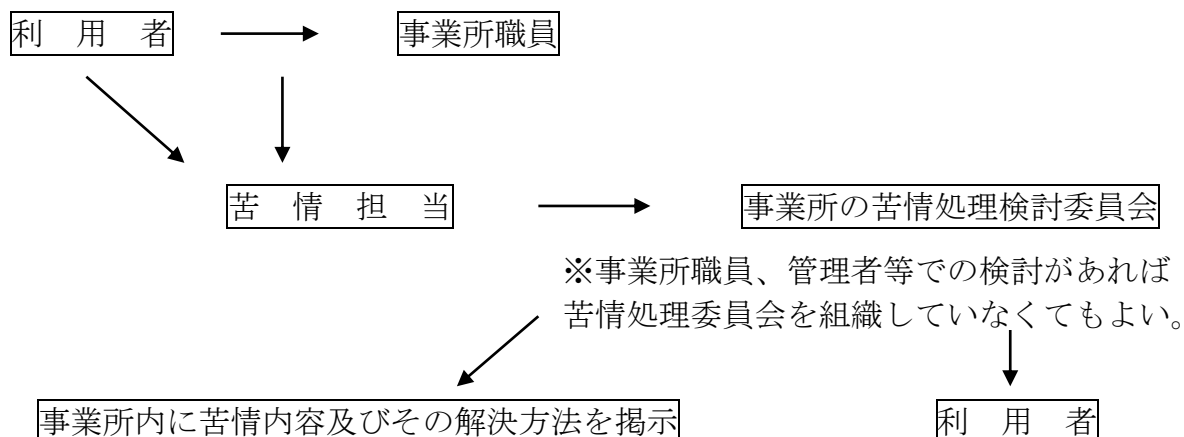 利　用　者　事業所職員
苦　情　担　当　事業所の苦情処理検討委員会
※事業所職員、管理者等での検討があれば
苦情処理委員会を組織していなくてもよい。
事業所内に苦情内容及びその解決方法を掲示　利　用　者